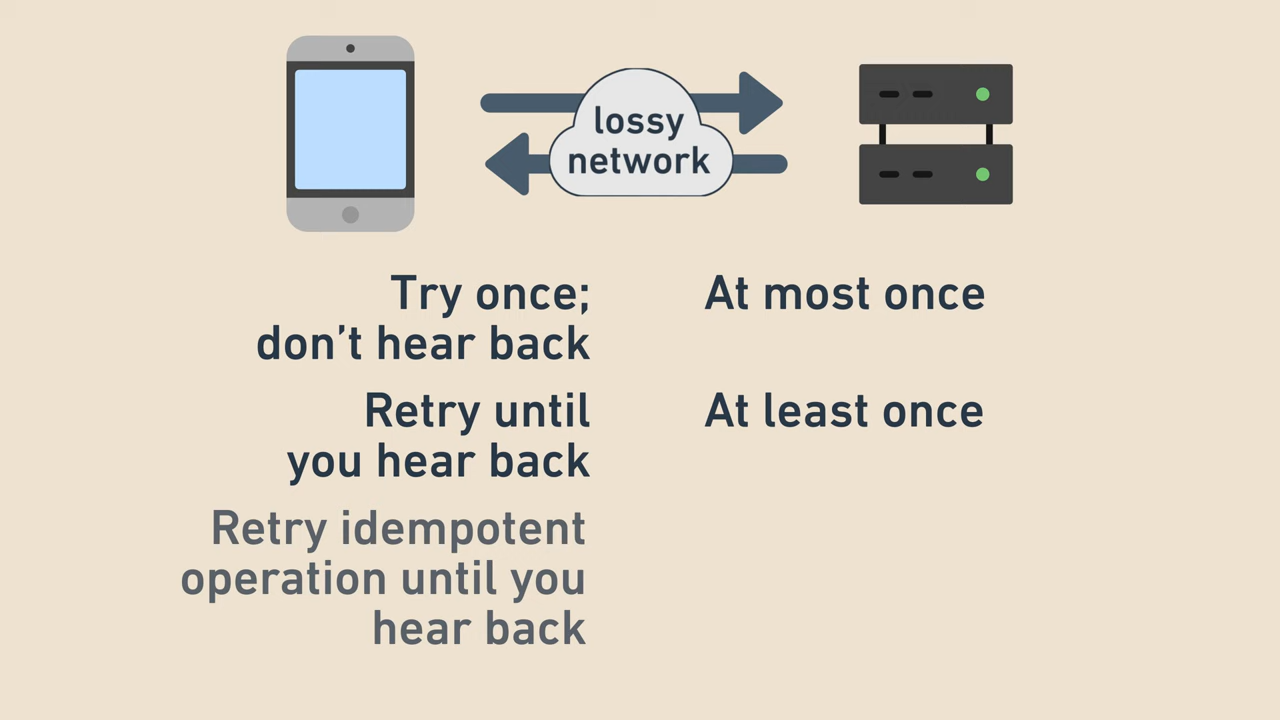 lossy
network
Try once;
don’t hear back
At most once
Retry until
you hear back
At least once
Retry idempotent
operation until you
hear back